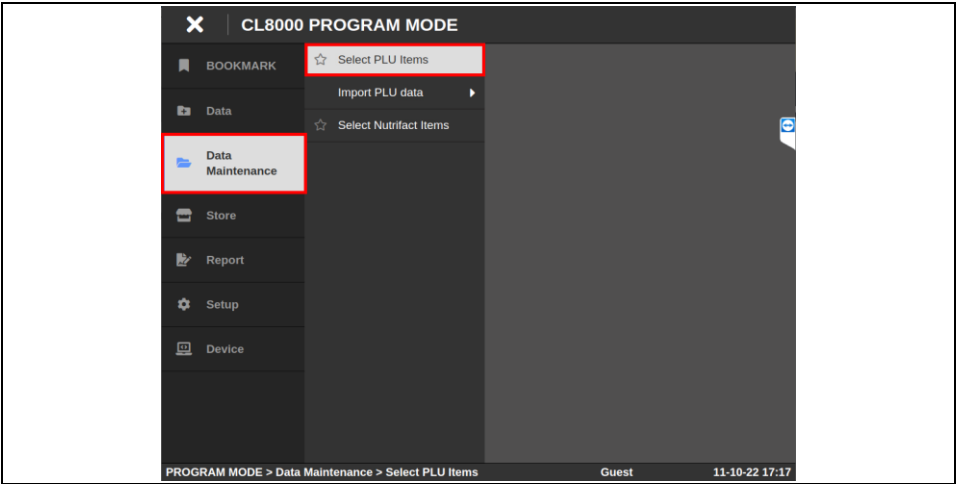 CL8000 PROGRAM MODE
BOOKMARK
Data
Data
Maintenance
Store
Report
Setup
Device
Select PLU Items
Import PLU data
Select Nutrifact Items
PROGRAM MODE > Data Maintenance > Select PLU Items Guest 11-10-22 17:17